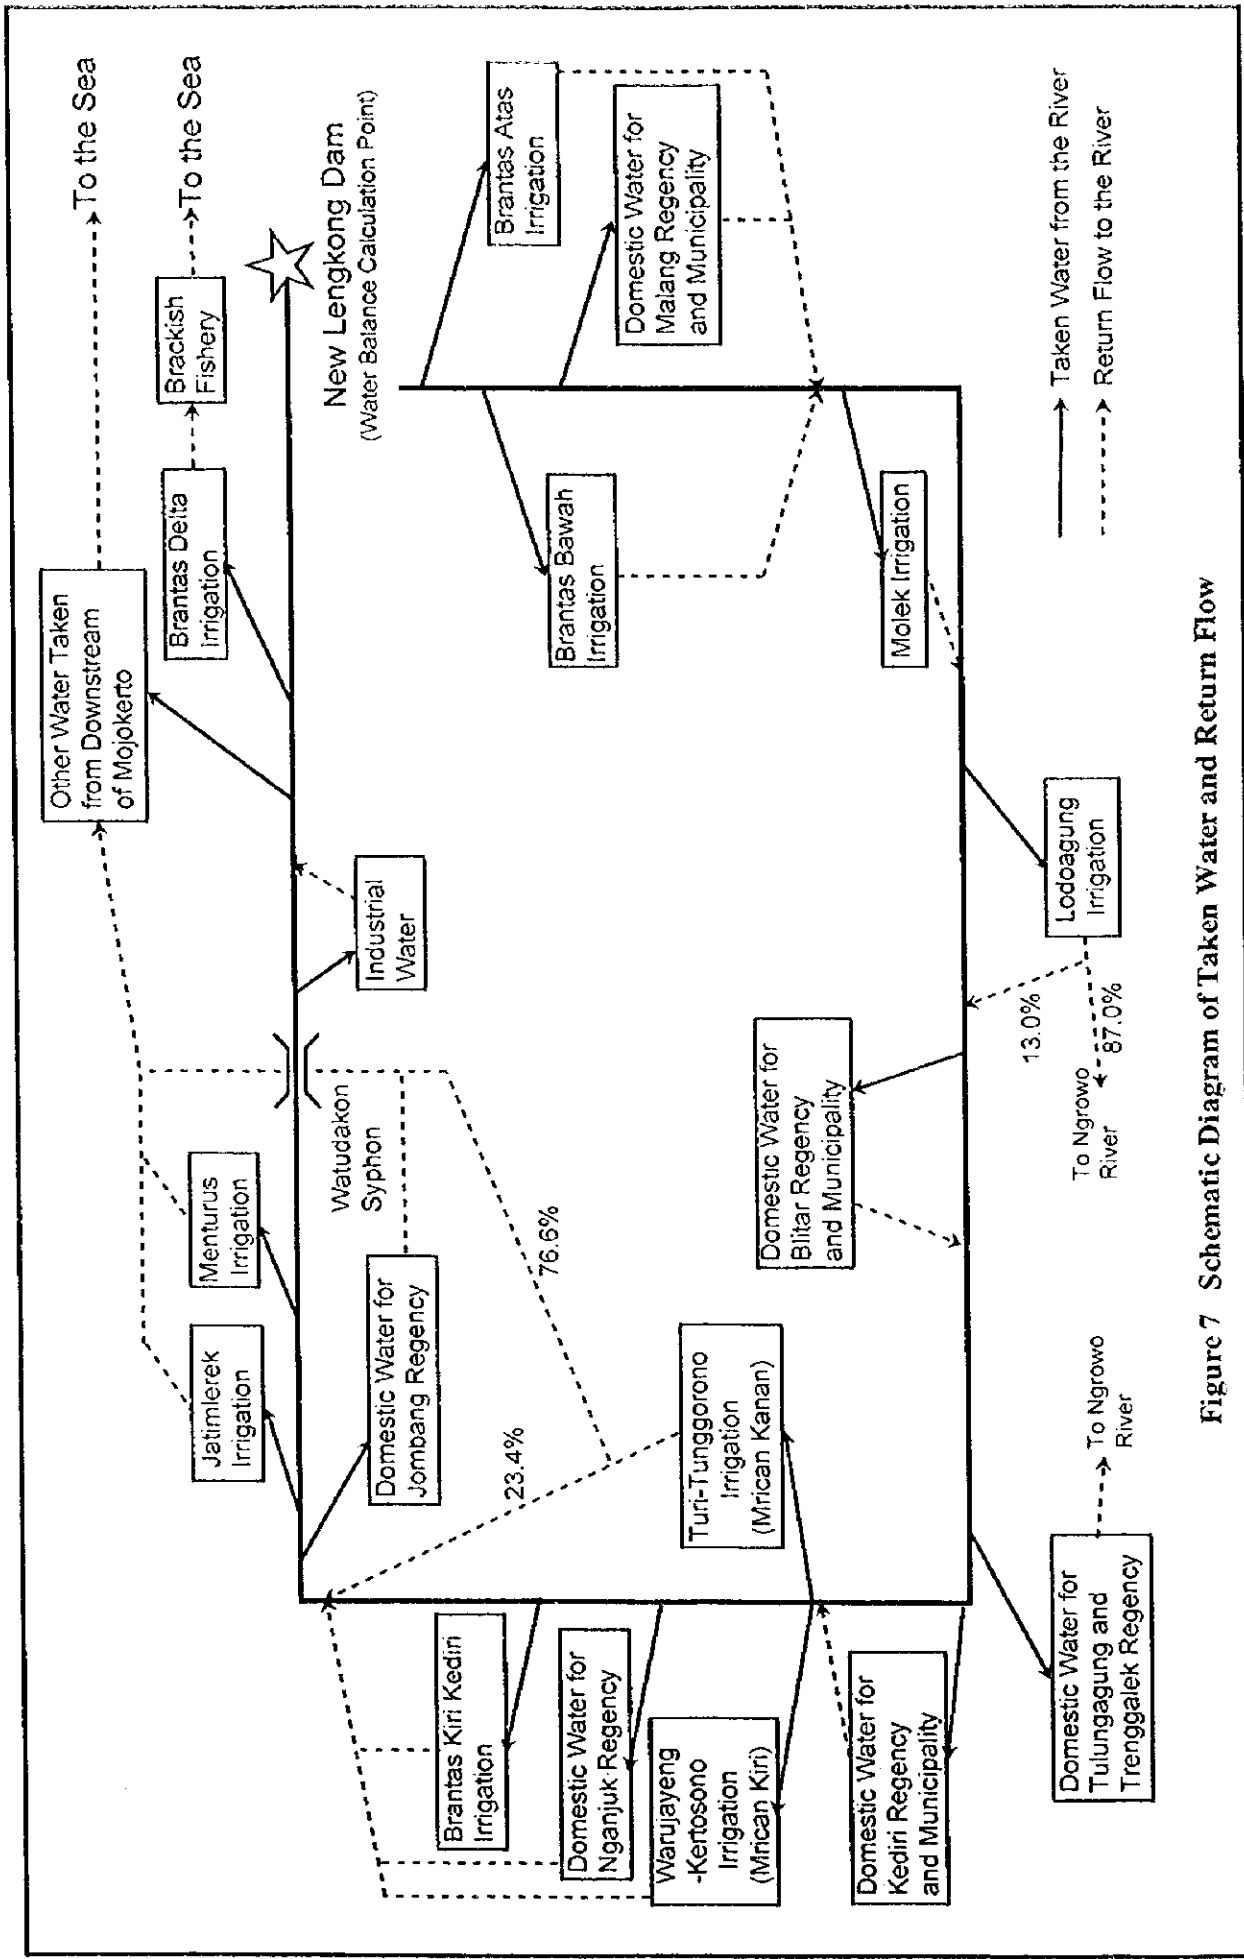 Other Water Taken
from Downstream
of Mojokerto
To the Sea
Brantas Delta
Irrigation
Brackish
Fishery
To the Sea
New Lengkong Dam
(Water Balance Calculation Point)
Jatimlerek
Irrigation
Menturus
Irrigation
Watudakon
Syphon
Industrial
Water
Domestic Water for
Jombang Regency
23.4%
76.6%
Brantas Kiri Kediri
Irrigation
Domestic Water for
Nganjuk Regency
Warujayeng
-Kertosono
Irrigation
(Mrican Kiri)
Turi-Tunggorono
Irrigation
(Mrican Kanan)
Domestic Water for
Kediri Regency
and Municipality
Domestic Water for
Blitar Regency
and Municipality
Brantas Atas
Irrigation
Domestic Water for
Malang Regency
and Municipality
Brantas Bawah
Irrigation
Molek Irrigation
Domestic Water for
Tulungagung and
Trenggalek Regency
To Ngrowo
River
To Ngrowo
River
13.0%
87.0%
Lodoagung
Irrigation
Taken Water from the River
Return Flow to the River
Figure 7 Schematic Diagram of Taken Water and Return Flow